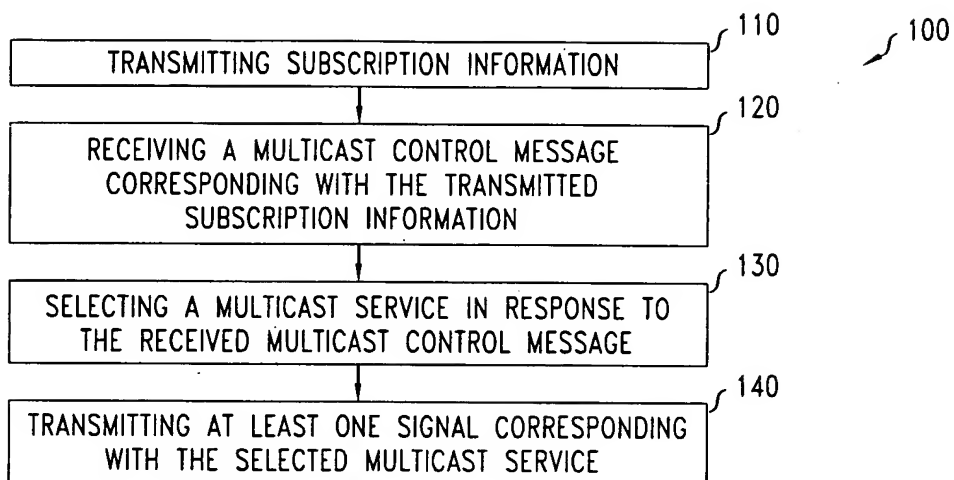 110
100
TRANSMITTING SUBSCRIPTION INFORMATION
120
RECEIVING A MULTICAST CONTROL MESSAGE
CORRESPONDING WITH THE TRANSMITTED
SUBSCRIPTION INFORMATION
130
SELECTING A MULTICAST SERVICE IN RESPONSE TO
THE RECEIVED MULTICAST CONTROL MESSAGE
140
TRANSMITTING AT LEAST ONE SIGNAL CORRESPONDING
WITH THE SELECTED MULTICAST SERVICE